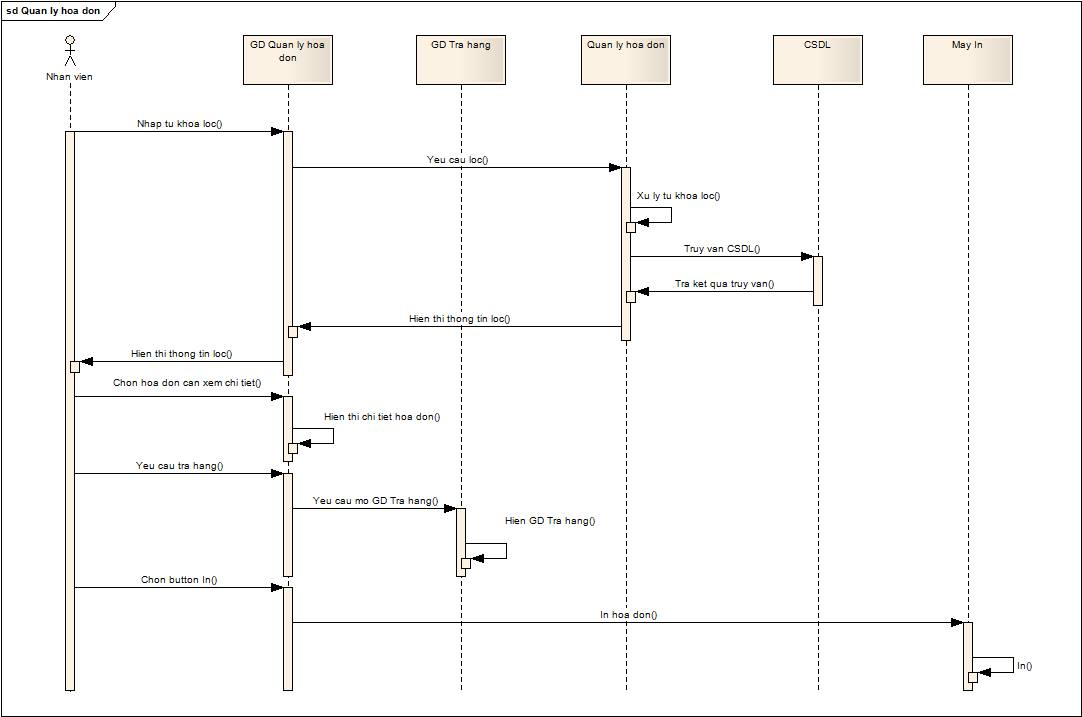 sd Quan ly hoa don
Nhan vien
GD Quan ly hoa
don
GD Tra hang
Quan ly hoa don
CSDL
May In
Nhap tu khoa loc()
Yeu cau loc()
Xu ly tu khoa loc()
Truy van CSDL()
Tra ket qua truy van()
Hien thi thong tin loc()
Hien thi thong tin loc()
Chon hoa don can xem chi tiet()
Hien thi chi tiet hoa don()
Yeu cau tra hang()
Yeu cau mo GD Tra hang()
Hien GD Tra hang()
Chon button In()
In hoa don()
In()